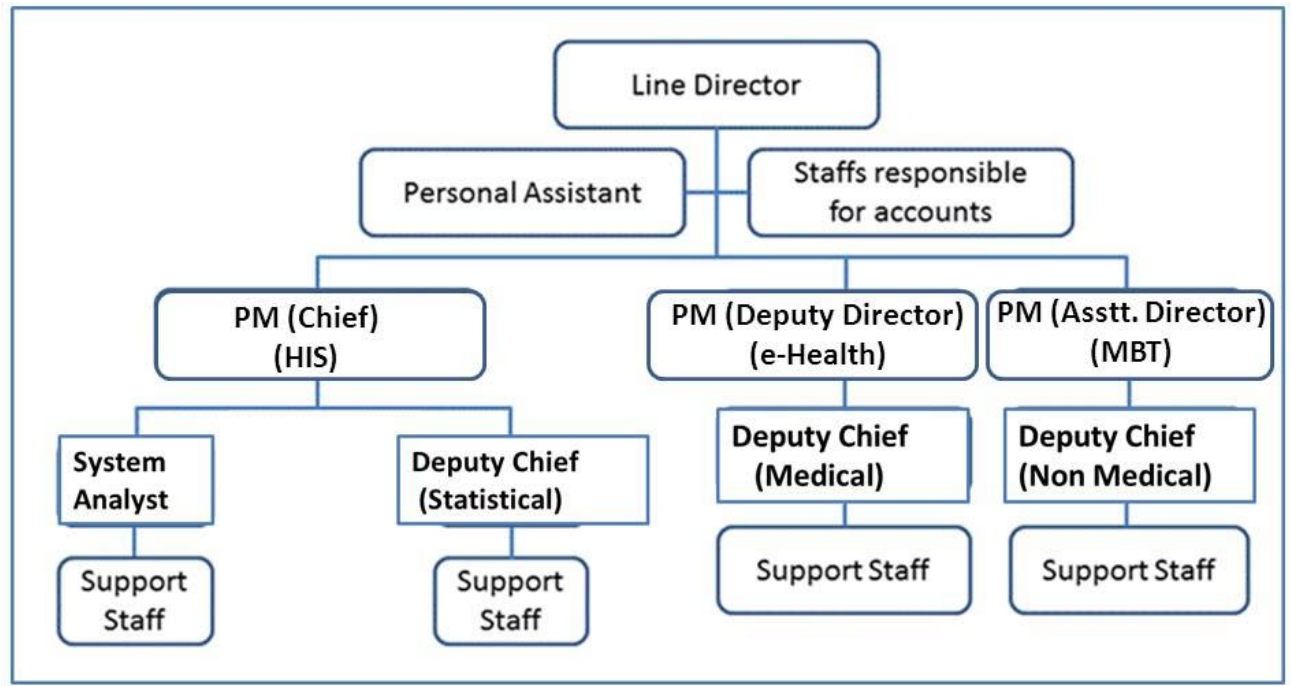 Line Director
Personal Assistant
Staffs responsible
for accounts
PM (Chief)
(HIS)
PM (Deputy Director)
(e-Health)
PM (Asstt. Director)
(MBT)
System
Analyst
Deputy Chief
(Statistical)
Deputy Chief
(Medical)
Deputy Chief
(Non Medical)
Support
Staff
Support
Staff
Support Staff
Support Staff